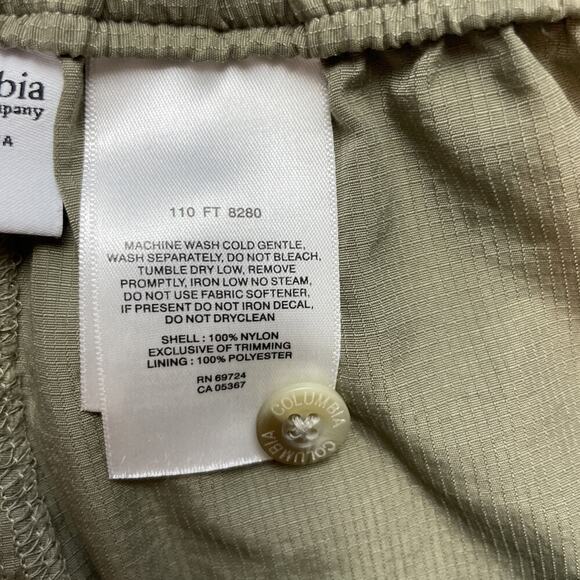 bia
pany
A
110 FT 8280
MACHINE WASH COLD GENTLE,
WASH SEPARATELY, DO NOT BLEACH,
TUMBLE DRY LOW, REMOVE
PROMPTLY, IRON LOW NO STEAM,
DO NOT USE FABRIC SOFTENER,
IF PRESENT DO NOT IRON DECAL,
DO NOT DRYCLEAN
SHELL : 100% NYLON
EXCLUSIVE OF TRIMMING
LINING : 100% POLYESTER
RN 69724
CA 05367
COLUMBIA
COLUMBIA